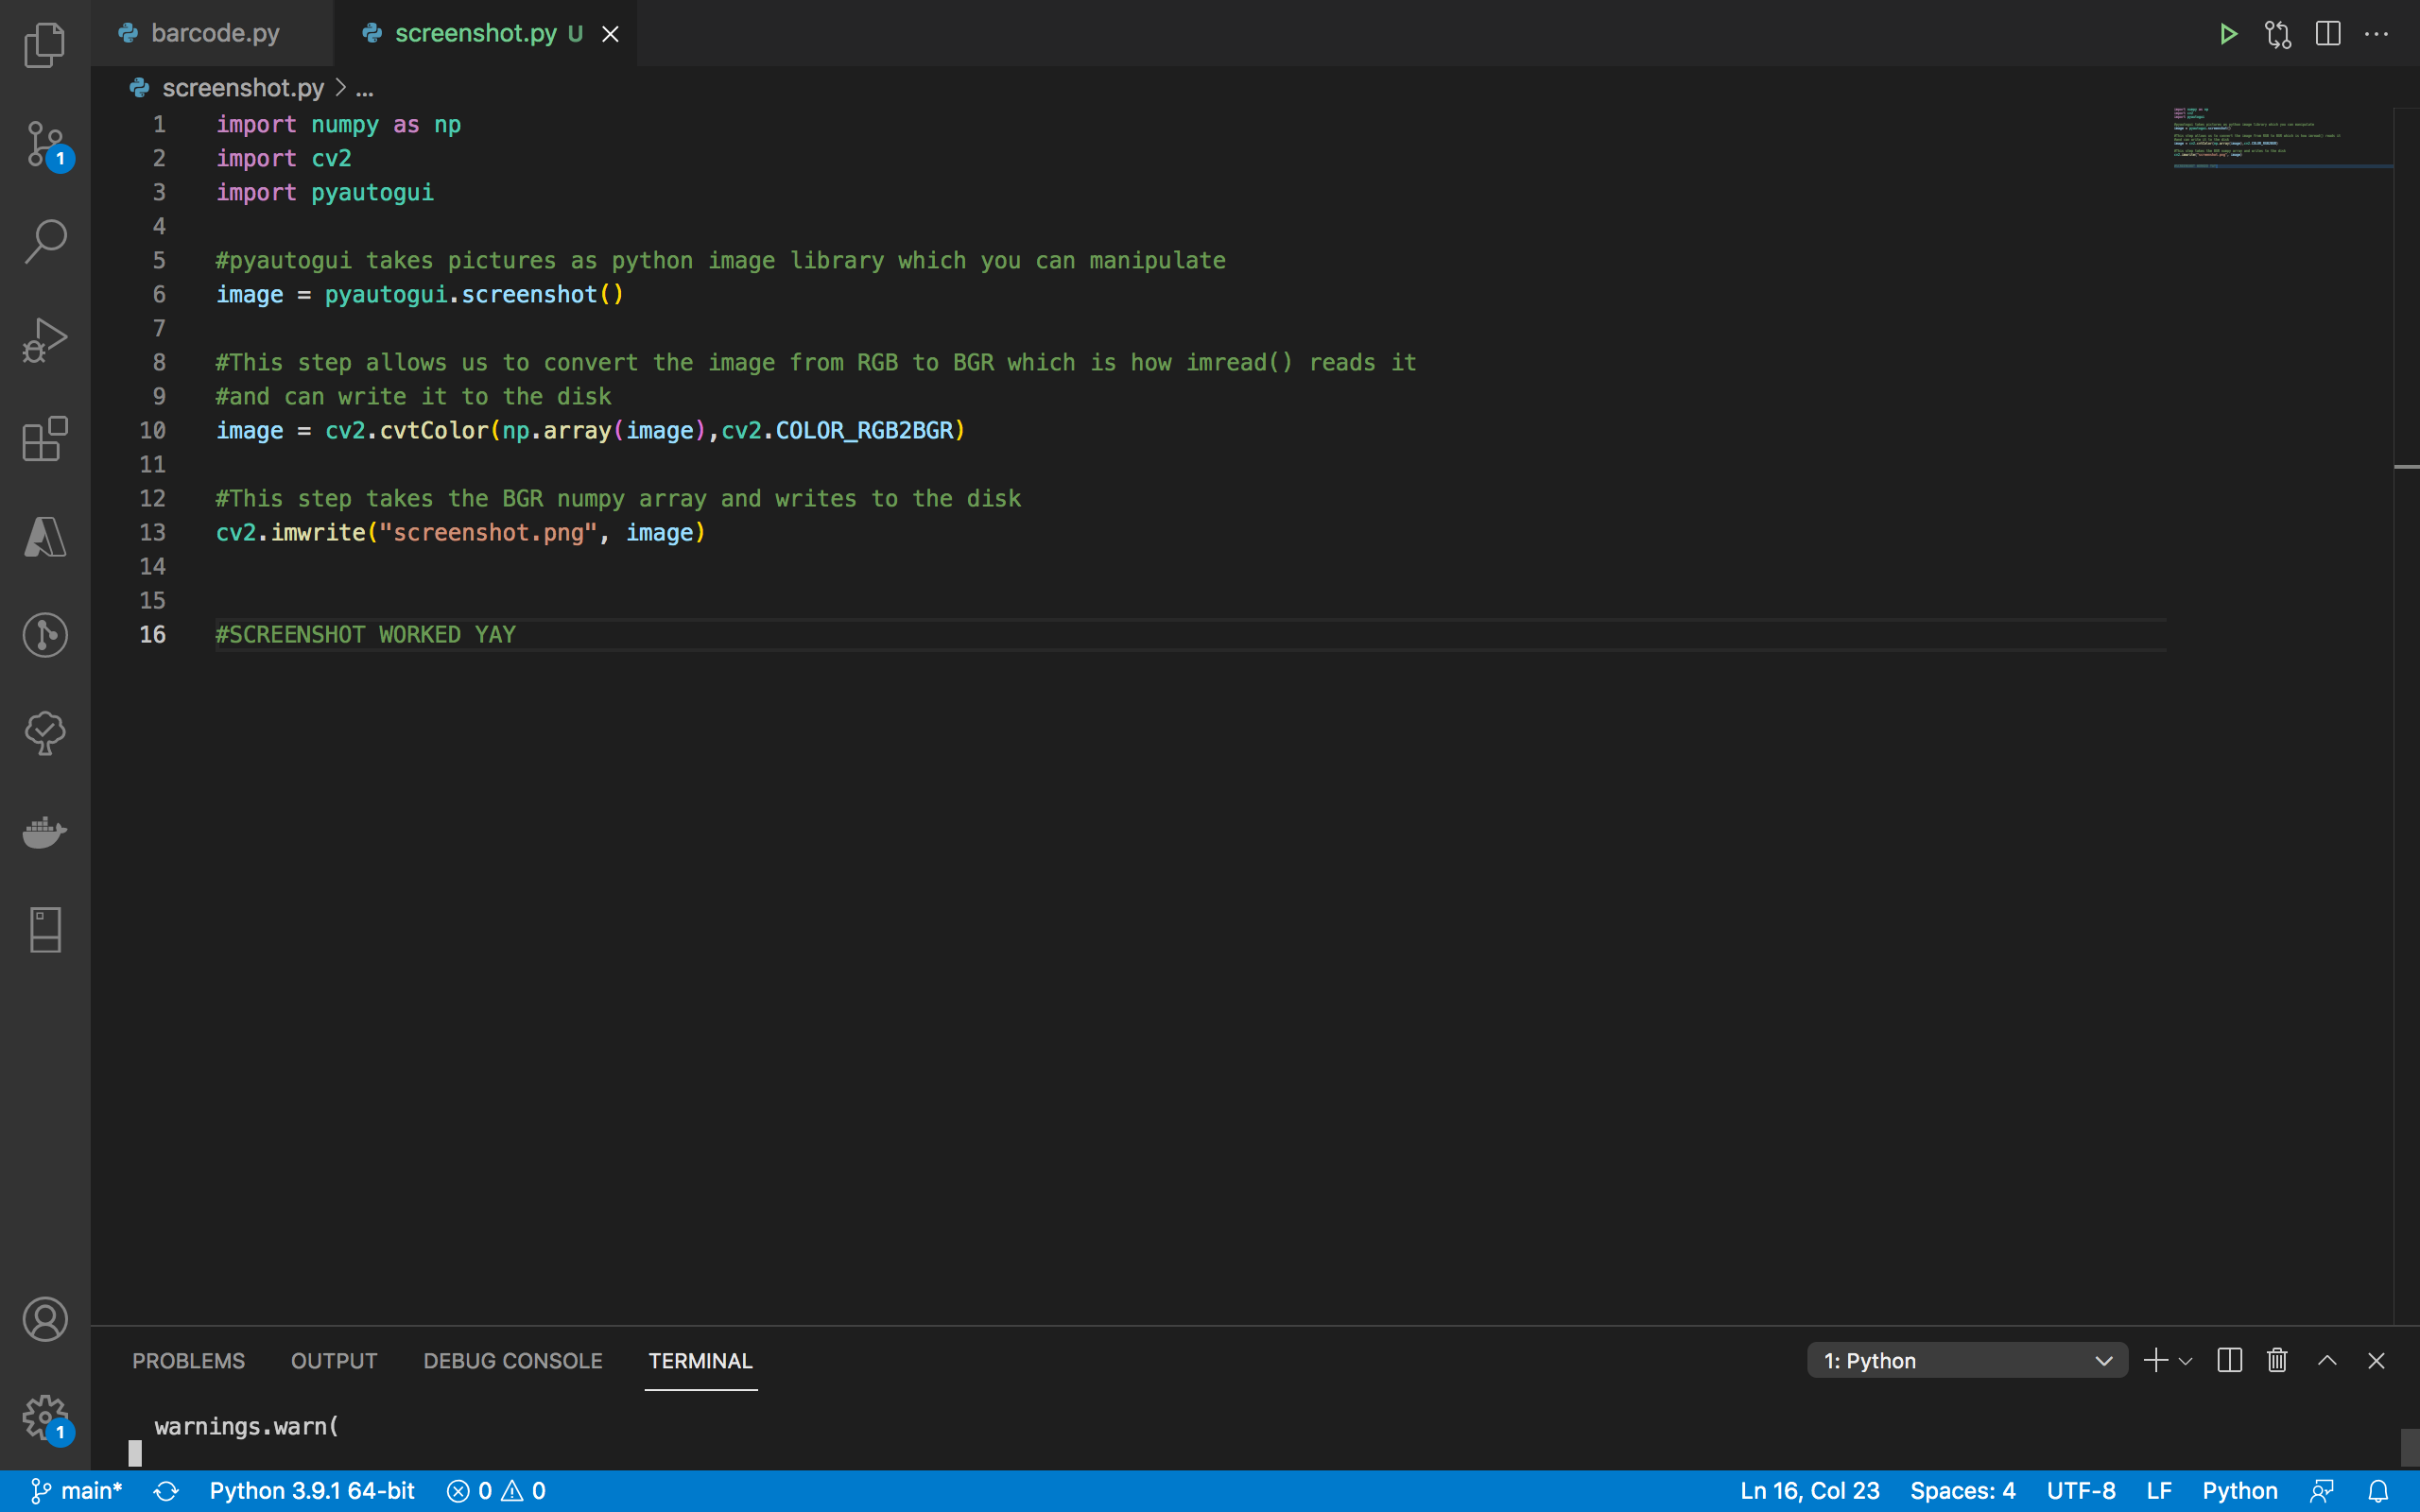 barcode.py
screenshot.py U
screenshot.py > ...
1 import numpy as np
2 import cv2
3 import pyautogui
4
5 #pyautogui takes pictures as python image library which you can manipulate
6 image = pyautogui.screenshot()
7
8 #This step allows us to convert the image from RGB to BGR which is how imread() reads it
9 #and can write it to the disk
10 image = cv2.cvtColor(np.array(image),cv2.COLOR_RGB2BGR)
11
12 #This step takes the BGR numpy array and writes to the disk
13 cv2.imwrite("screenshot.png", image)
14
15
16 #SCREENSHOT WORKED YAY
1
1
PROBLEMS OUTPUT DEBUG CONSOLE TERMINAL 1: Python
warnings.warn(
main* Python 3.9.1 64-bit 0 0 Ln 16, Col 23 Spaces: 4 UTF-8 LF Python